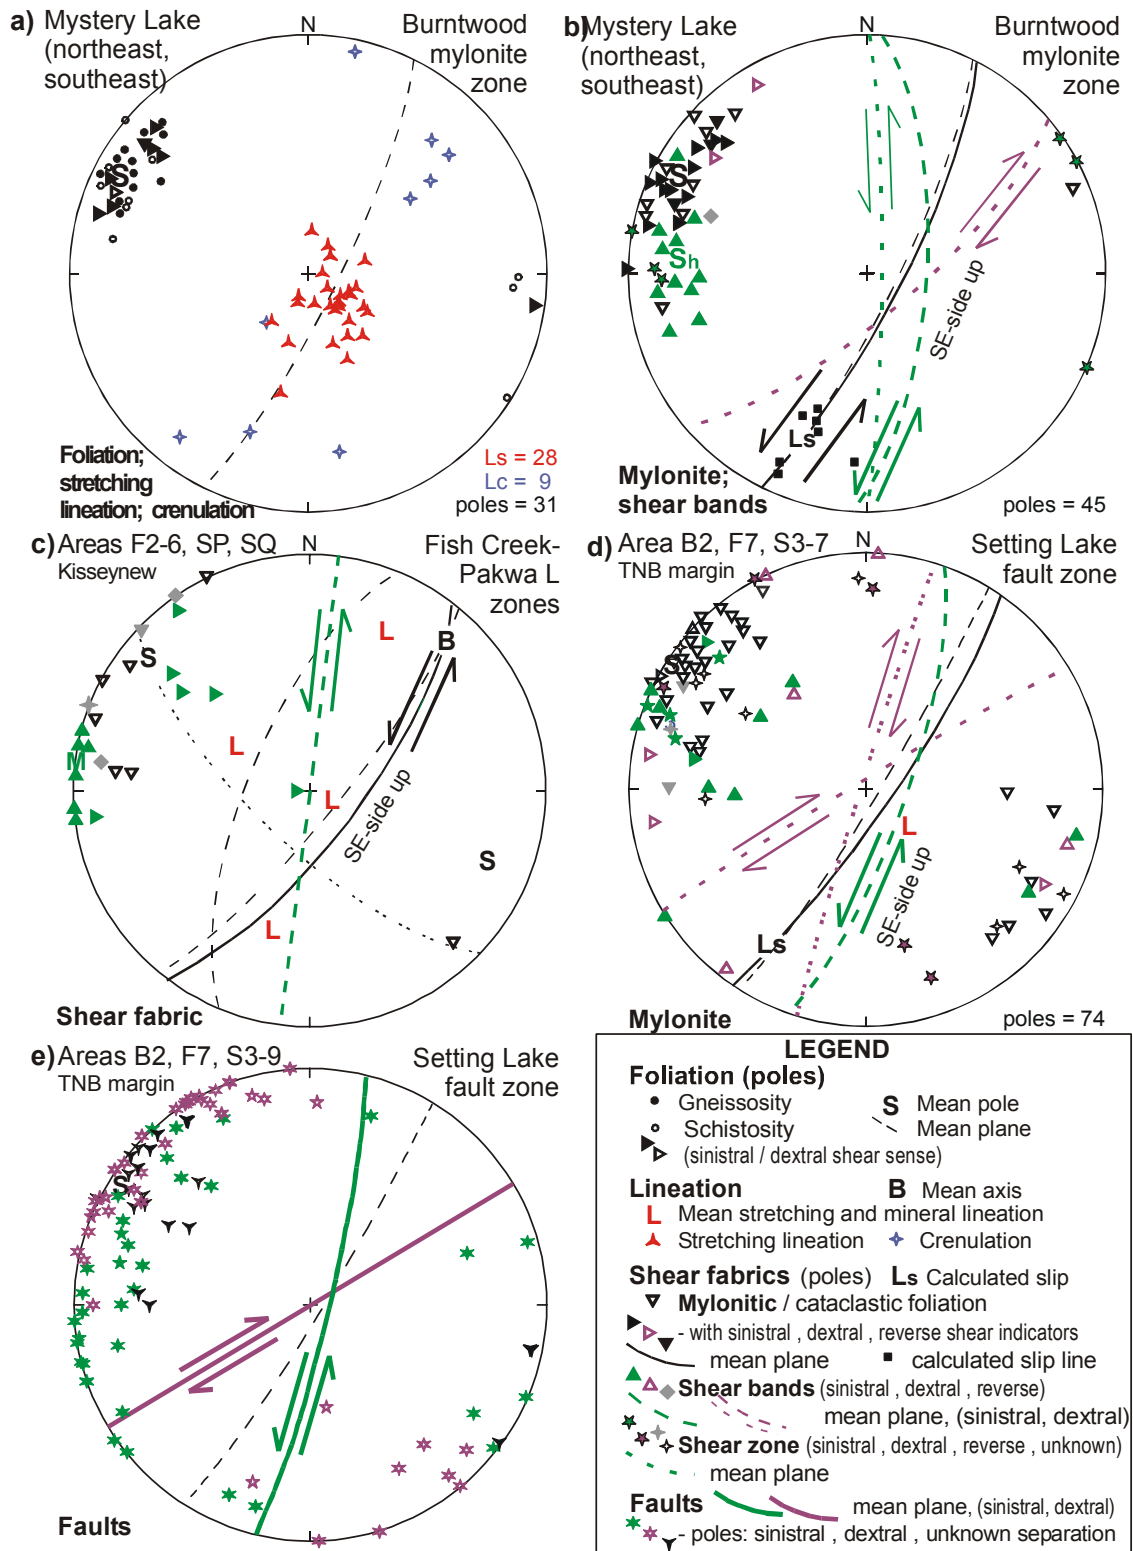 a) Mystery Lake
(northeast,
southeast)
N
Burntwood
mylonite
zone
S
Foliation;
stretching
lineation; crenulation
Ls = 28
Lc = 9
poles = 31
b) Mystery Lake
(northeast,
southeast)
N
Burntwood
mylonite
zone
S
Sh
SE-side up
Ls
Mylonite;
shear bands
poles = 45
c) Areas F2-6, SP, SQ
Kisseynew
N
Fish Creek-
Pakwa L
zones
S
L
B
M
L
L
SE-side up
S
L
Shear fabric
d) Area B2, F7, S3-7
TNB margin
N
Setting Lake
fault zone
S
L
SE-side up
Ls
Mylonite
poles = 74
e) Areas B2, F7, S3-9
TNB margin
N
Setting Lake
fault zone
S
Faults
LEGEND
Foliation (poles)
Gneissosity
S Mean pole
Schistosity
Mean plane
(sinistral / dextral shear sense)
Lineation
B Mean axis
L Mean stretching and mineral lineation
Stretching lineation
Crenulation
Shear fabrics (poles) Ls Calculated slip
Mylonitic / cataclastic foliation
- with sinistral , dextral , reverse shear indicators
mean plane
calculated slip line
Shear bands (sinistral , dextral , reverse)
mean plane, (sinistral, dextral)
Shear zone (sinistral , dextral , reverse , unknown)
mean plane
Faults
mean plane, (sinistral, dextral)
- poles: sinistral , dextral , unknown separation